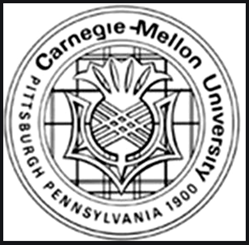 Carnegie-Mellon University
PITTSBURGH PENNSYLVANIA 1900